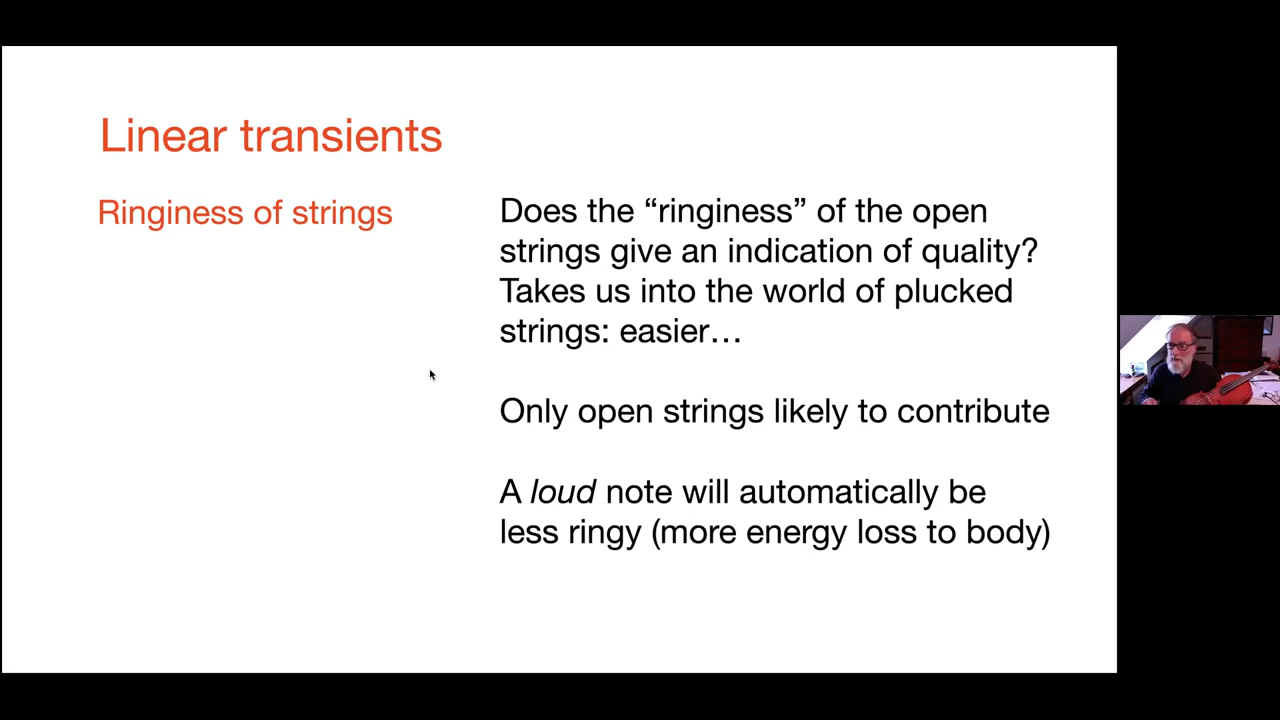 Linear transients
Ringiness of strings
Does the “ringiness” of the open
strings give an indication of quality?
Takes us into the world of plucked
strings: easier…
Only open strings likely to contribute
A loud note will automatically be
less ringy (more energy loss to body)